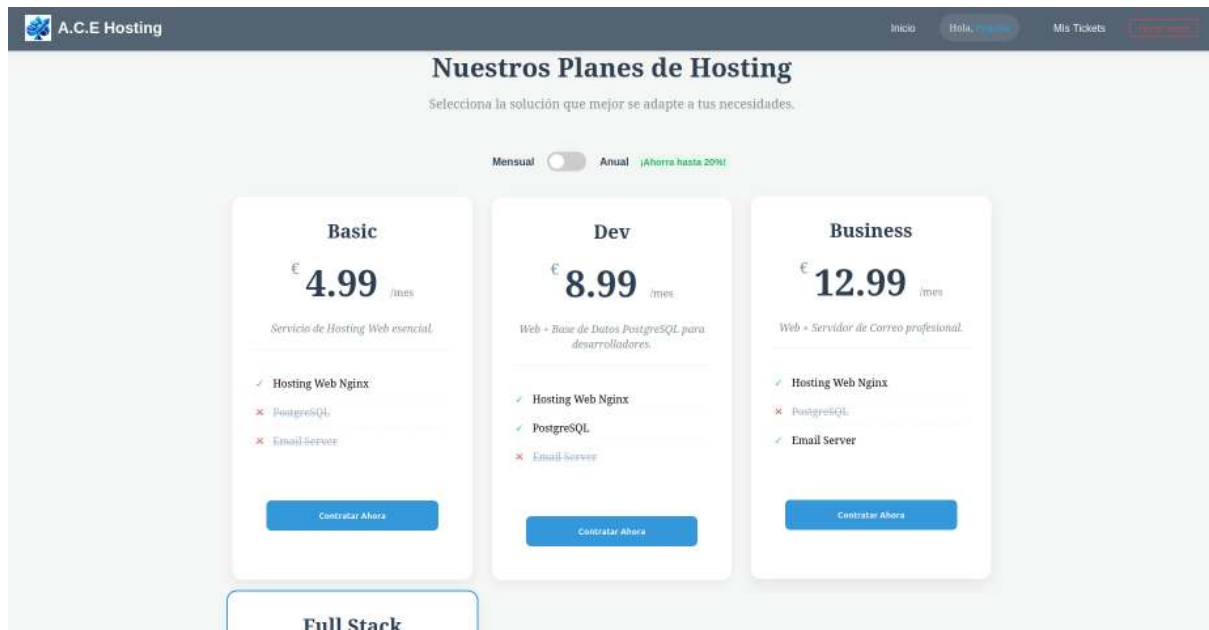 A.C.E Hosting
Inicio
Hola,
Mis Tickets
Nuestros Planes de Hosting
Selecciona la solución que mejor se adapte a tus necesidades.
Mensual Anual ¡Ahorra hasta 20%!
Basic
€ 4.99 /mes
Servicio de Hosting Web esencial.
✓ Hosting Web Nginx
✕ PostgreSQL
✕ Email Server
Contratar Ahora
Dev
€ 8.99 /mes
Web + Base de Datos PostgreSQL para
desarrolladores.
✓ Hosting Web Nginx
✓ PostgreSQL
✕ Email Server
Contratar Ahora
Business
€ 12.99 /mes
Web + Servidor de Correo profesional.
✓ Hosting Web Nginx
✕ PostgreSQL
✓ Email Server
Contratar Ahora
Full Stack